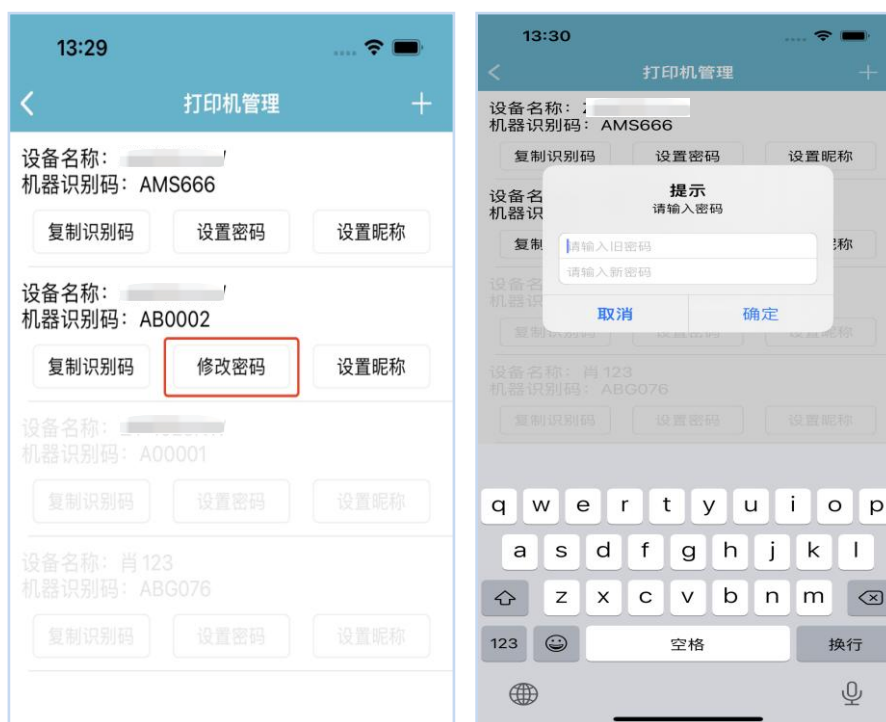 13:29
打印机管理
设备名称:
机器识别码: AMS666
复制识别码 设置密码 设置昵称
设备名称:
机器识别码: AB0002
复制识别码 修改密码 设置昵称
设备名称:
机器识别码: A00001
复制识别码 设置密码 设置昵称
设备名称: 肖123
机器识别码: ABG076
复制识别码 设置密码 设置昵称
13:30
打印机管理
设备名称:
机器识别码: AMS666
复制识别码 设置密码 设置昵称
设备名
机器识
复制
提示
请输入密码
请输入旧密码
请输入新密码
取消 确定
设备名称: 肖123
机器识别码: ABG076
复制识别码 设置密码 设置昵称
q w e r t y u i o p
a s d f g h j k l
z x c v b n m
123 空格 换行